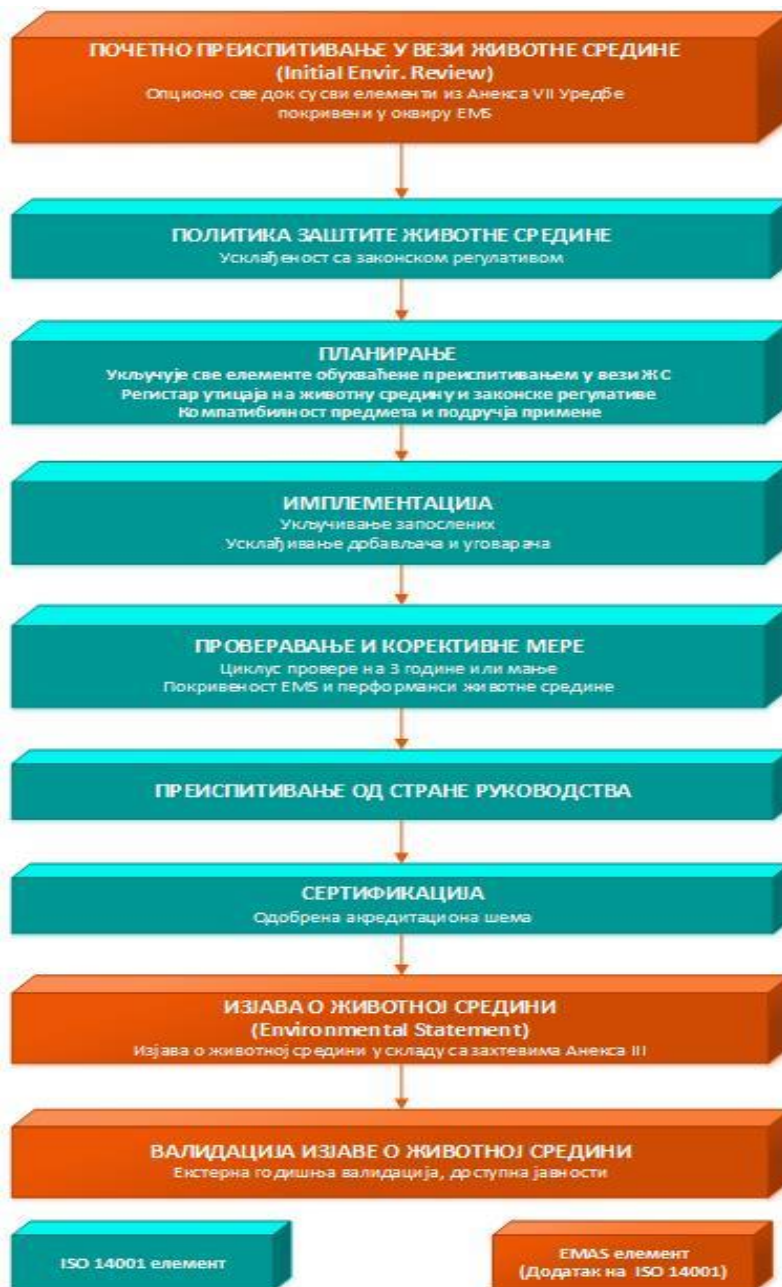 ПОЧЕТНО ПРЕИСПИТИВАЊЕ У ВЕЗИ ЖИВОТНЕ СРЕДИНЕ
(Initial Envir. Review)
Опционо све док су сви елементи из Анекса VII Уредбе
покривени у оквиру EMS
ПОЛИТИКА ЗАШТИТЕ ЖИВОТНЕ СРЕДИНЕ
Усклађеност са законском регулативом
ПЛАНИРАЊЕ
Укључује све елементе обухваћене преиспитивањем у вези ЖС
Регистар утицаја на животну средину и законске регулативе
Компатибилност предмета и подручја примене
ИМПЛЕМЕНТАЦИЈА
Укључивање запослених
Усклађивање добављача и уговарача
ПРОВЕРАВАЊЕ И КОРЕКТИВНЕ МЕРЕ
Циклус провере на 3 године или мање
Покривеност EMS и перформанси животне средине
ПРЕИСПИТИВАЊЕ ОД СТРАНЕ РУКОВОДСТВА
СЕРТИФИКАЦИЈА
Одобрена акредитациона шема
ИЗЈАВА О ЖИВОТНОЈ СРЕДИНИ
(Environmental Statement)
Изјава о животној средини у складу са захтевима Анекса III
ВАЛИДАЦИЈА ИЗЈАВЕ О ЖИВОТНОЈ СРЕДИНИ
Екстерна годишња валидација, доступна јавности
ISO 14001 елемент
EMAS елемент
(Додатак на ISO 14001)